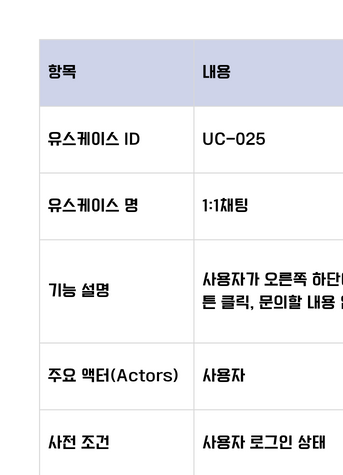 항목 내용
유스케이스 ID UC-025
유스케이스 명 1:1채팅
기능 설명 사용자가 오른쪽 하단
튼 클릭, 문의할 내용
주요 액터(Actors) 사용자
사전 조건 사용자 로그인 상태